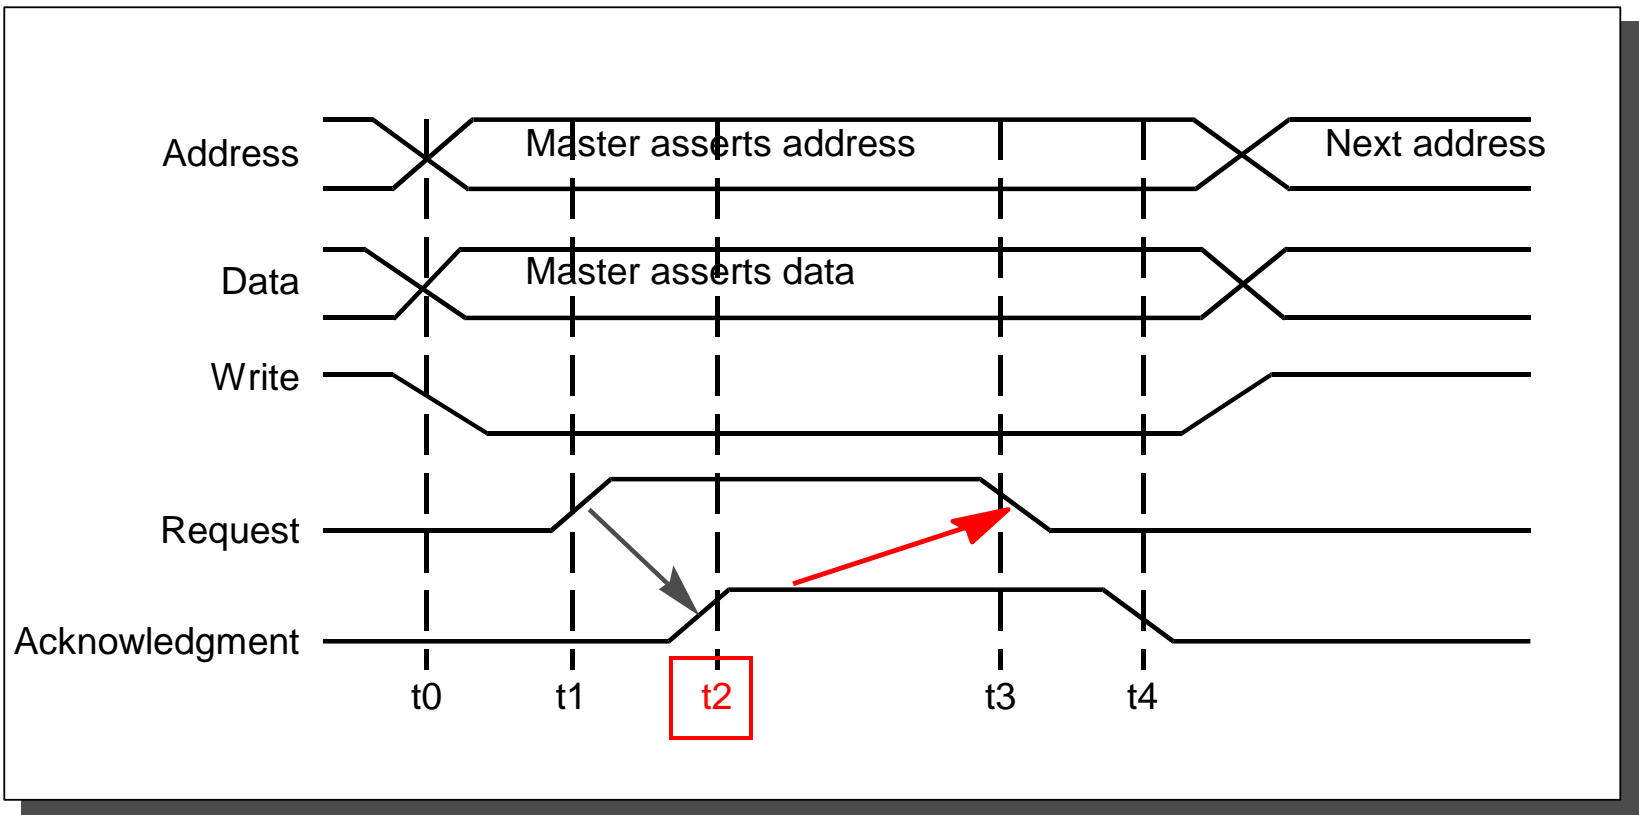 Address Master asserts address Next address
Data Master asserts data
Write
Request
Acknowledgment
t0 t1 t2 t3 t4